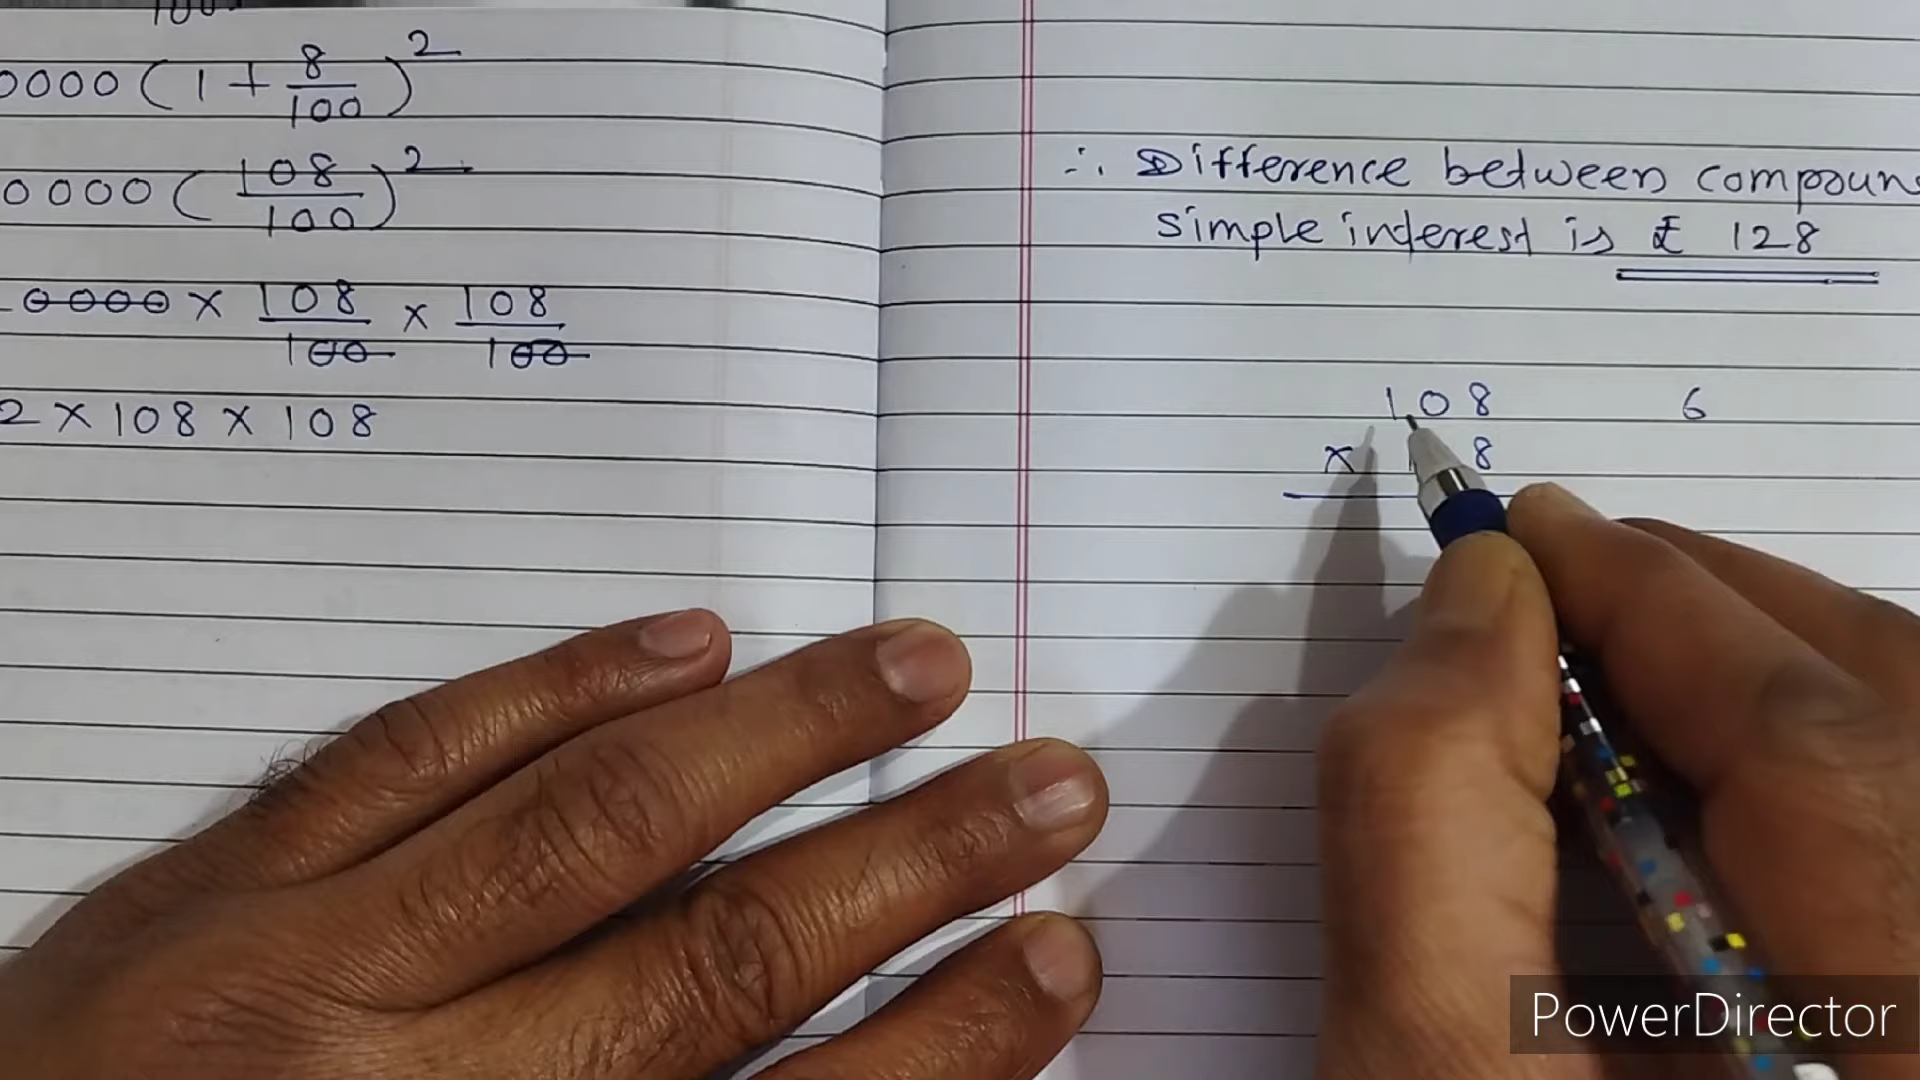 0000 ( 1 + 8/100 )²
0000 ( 108/100 )²
0000 × 108/100 × 108/100
2 × 108 × 108
∴ Difference between compoun
simple interest is ₹ 128
108 6
× 8
PowerDirector